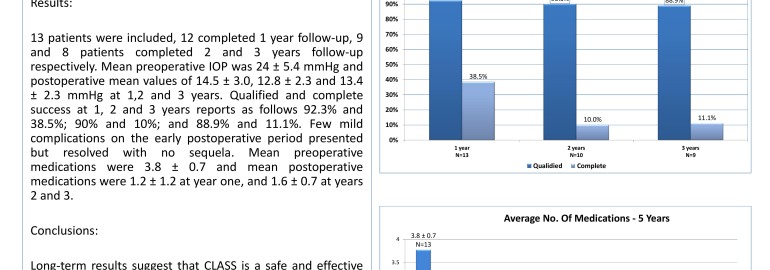 Results:
13 patients were included, 12 completed 1 year follow-up, 9
and 8 patients completed 2 and 3 years follow-up
respectively. Mean preoperative IOP was 24 ± 5.4 mmHg and
postoperative mean values of 14.5 ± 3.0, 12.8 ± 2.3 and 13.4
± 2.3 mmHg at 1,2 and 3 years. Qualified and complete
success at 1, 2 and 3 years reports as follows 92.3% and
38.5%; 90% and 10%; and 88.9% and 11.1%. Few mild
complications on the early postoperative period presented
but resolved with no sequela. Mean preoperative
medications were 3.8 ± 0.7 and mean postoperative
medications were 1.2 ± 1.2 at year one, and 1.6 ± 0.7 at years
2 and 3.
Conclusions:
Long-term results suggest that CLASS is a safe and effective
90%
80%
70%
60%
50%
40%
30%
20%
10%
0%
88.9%
38.5%
10.0%
11.1%
1 year
N=13
2 years
N=10
3 years
N=9
Qualidied
Complete
Average No. Of Medications - 5 Years
4
3.5
3.8 ± 0.7
N=13